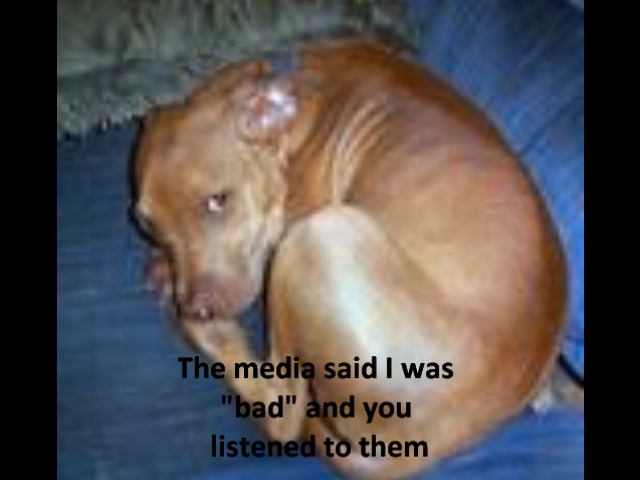 The media said I was
"bad" and you
listened to them